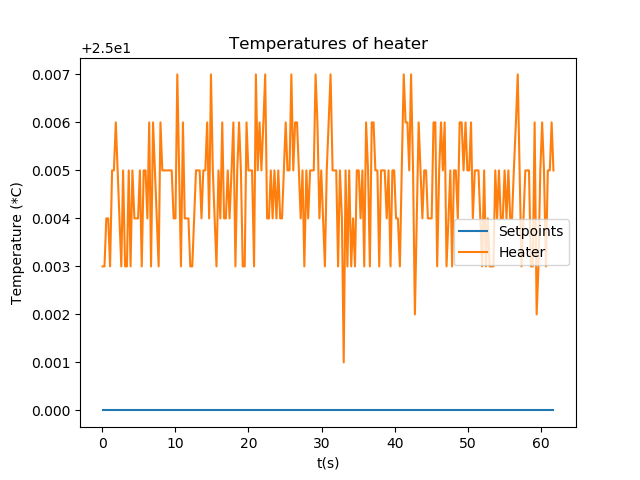 Temperatures of heater
+2.5e1
0.007
0.006
0.005
0.004
0.003
0.002
0.001
0.000
Temperature (*C)
Setpoints
Heater
0 10 20 30 40 50 60
t(s)